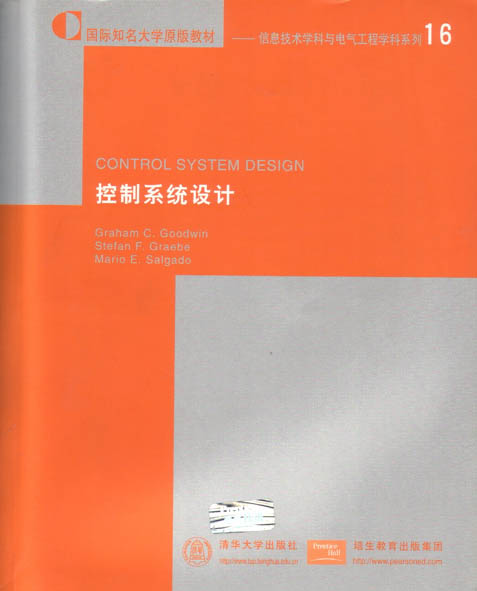 国际知名大学原版教材 —— 信息技术学科与电气工程学科系列 16
CONTROL SYSTEM DESIGN
控制系统设计
Graham C. Goodwin
Stefan F. Graebe
Mario E. Salgado
清华大学出版社
http://www.tup.tsinghua.edu.cn
Prentice
Hall
培生教育出版集团
http://www.pearsoned.com